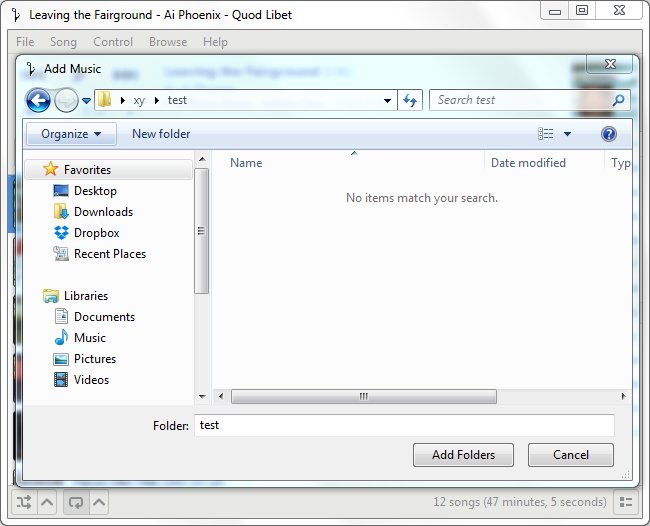 Leaving the Fairground - Ai Phoenix - Quod Libet
File Song Control Browse Help
Add Music
xy test
Search test
Organize New folder
Name Date modified Typ
No items match your search.
Favorites
Desktop
Downloads
Dropbox
Recent Places
Libraries
Documents
Music
Pictures
Videos
Folder: test
Add Folders Cancel
12 songs (47 minutes, 5 seconds)